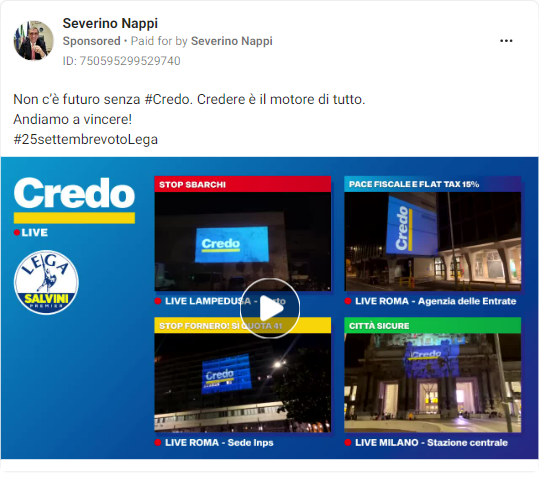 Severino Nappi
Sponsored • Paid for by Severino Nappi
ID: 750595299529740
Non c'è futuro senza #Credo. Credere è il motore di tutto.
Andiamo a vincere!
#25settembrevotoLega
Credo
LIVE
LEGA
SALVINI
PREMIER
STOP SBARCHI
Credo
LIVE LAMPEDUSA -
PACE FISCALE E FLAT TAX 15%
Credo
LIVE ROMA - Agenzia delle Entrate
STOP FORNERO! SI QUOTA 41
Credo
LIVE ROMA - Sede Inps
CITTÀ SICURE
Credo
LIVE MILANO - Stazione centrale